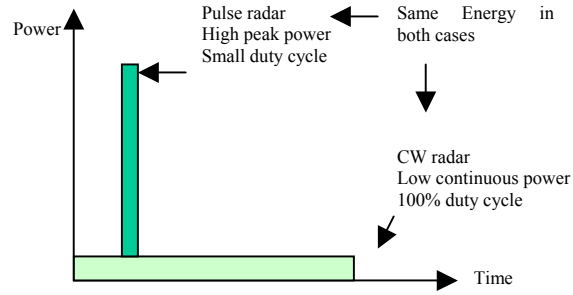 Power
Pulse radar
High peak power
Small duty cycle
Same Energy in
both cases
CW radar
Low continuous power
100% duty cycle
Time